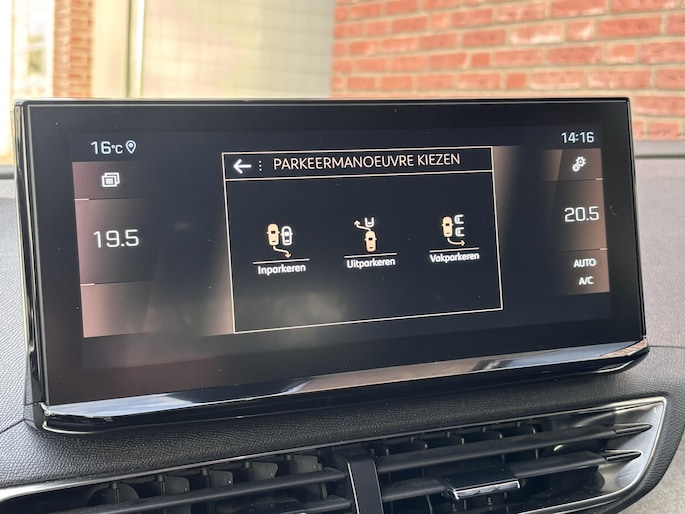 16°C
14:16
PARKEERMANOEUVRE KIEZEN
19.5
20.5
Inparkeren
Uitparkeren
Vakparkeren
AUTO
A/C